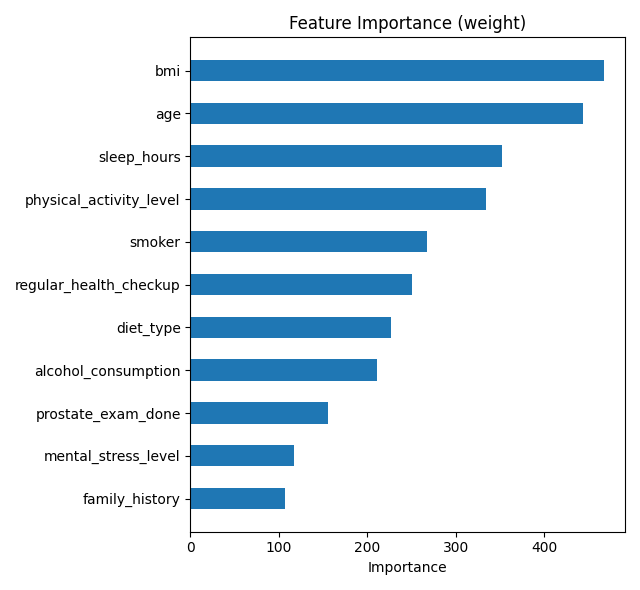 Feature Importance (weight)
bmi
age
sleep_hours
physical_activity_level
smoker
regular_health_checkup
diet_type
alcohol_consumption
prostate_exam_done
mental_stress_level
family_history
0 100 200 300 400
Importance